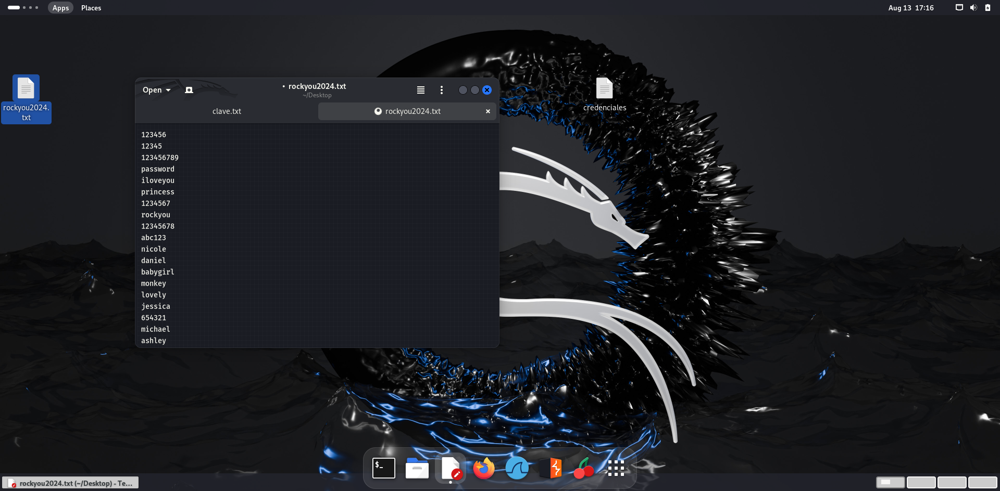 Apps Places
Aug 13 17:16
rockyou2024.
txt
Open
• rockyou2024.txt
~/Desktop
clave.txt
rockyou2024.txt
123456
12345
123456789
password
iloveyou
princess
1234567
rockyou
12345678
abc123
nicole
daniel
babygirl
monkey
lovely
jessica
654321
michael
ashley
credenciales
$_
rockyou2024.txt (~/Desktop) - Te...